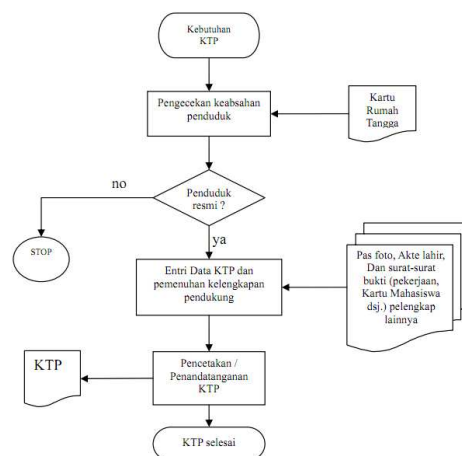 Kebutuhan
KTP
Pengecekan keabsahan
penduduk
Kartu
Rumah
Tangga
no
Penduduk
resmi ?
STOP
ya
Entri Data KTP dan
pemenuhan kelengkapan
pendukung
Pas foto, Akte lahir,
Dan surat-surat
bukti (pekerjaan,
Kartu Mahasiswa
dsj.) pelengkap
lainnya
KTP
Pencetakan /
Penandatanganan
KTP
KTP selesai